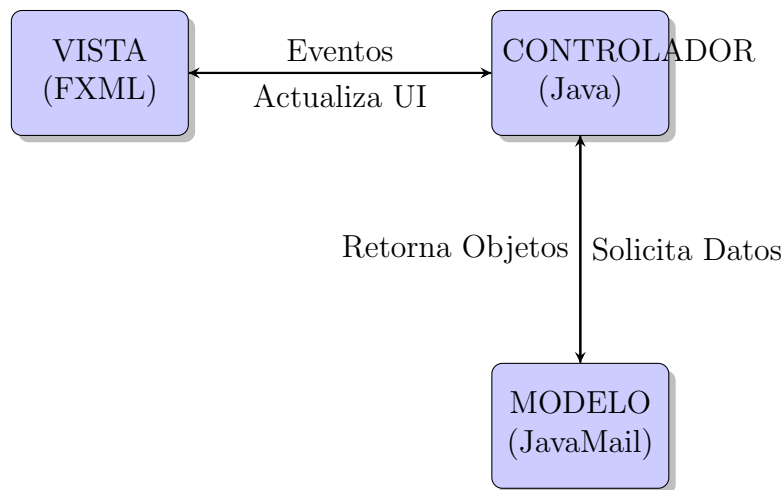 VISTA
(FXML)
Eventos
Actualiza UI
CONTROLADOR
(Java)
Retorna Objetos
Solicita Datos
MODELO
(JavaMail)